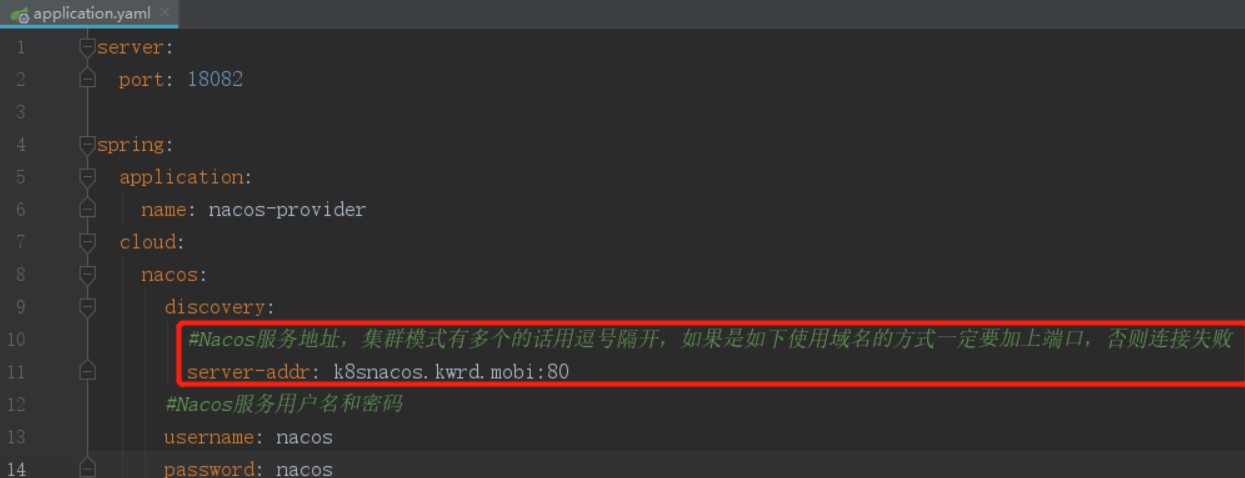 application.yaml
1 server:
2   port: 18082
3
4 spring:
5   application:
6     name: nacos-provider
7   cloud:
8     nacos:
9       discovery:
10         #Nacos服务地址，集群模式有多个的话用逗号隔开，如果是如下使用域名的方式一定要加上端口，否则连接失败
11         server-addr: k8snacos.kwrd.mobi:80
12       #Nacos服务用户名和密码
13       username: nacos
14       password: nacos